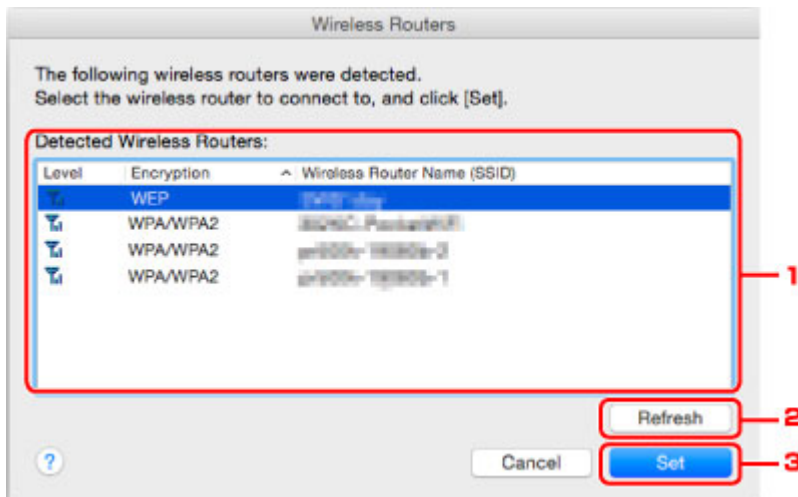 Wireless Routers
The following wireless routers were detected.
Select the wireless router to connect to, and click [Set].
Detected Wireless Routers:
Level Encryption Wireless Router Name (SSID)
WEP
WPA/WPA2
WPA/WPA2
WPA/WPA2
1
Refresh
2
? Cancel Set
3